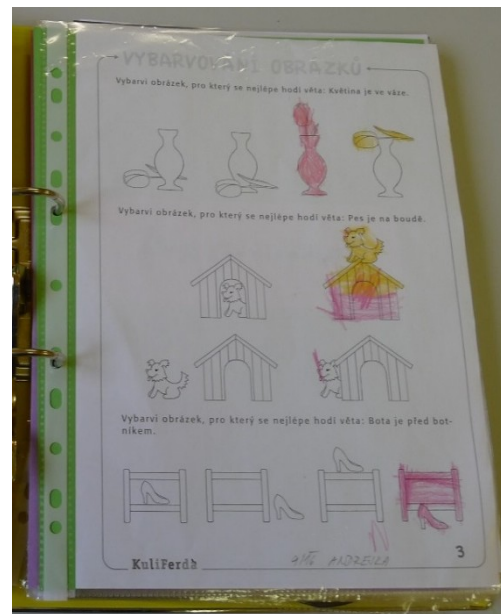 VYBARVOVÁNÍ OBRÁZKŮ
Vybarvi obrázek, pro který se nejlépe hodí věta: Květina je ve váze.
Vybarvi obrázek, pro který se nejlépe hodí věta: Pes je na boudě.
Vybarvi obrázek, pro který se nejlépe hodí věta: Bota je před bot-
níkem.
N
KuliFerda
3